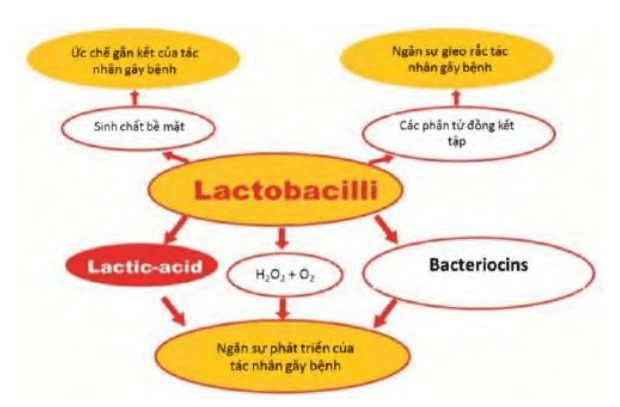 Ức chế gắn kết của tác
nhân gây bệnh
Ngăn sự gieo rắc tác
nhân gây bệnh
Sinh chất bề mặt
Các phân tử đồng kết
tập
Lactobacilli
Lactic-acid
H₂O₂ + O₂
Bacteriocins
Ngăn sự phát triển của
tác nhân gây bệnh